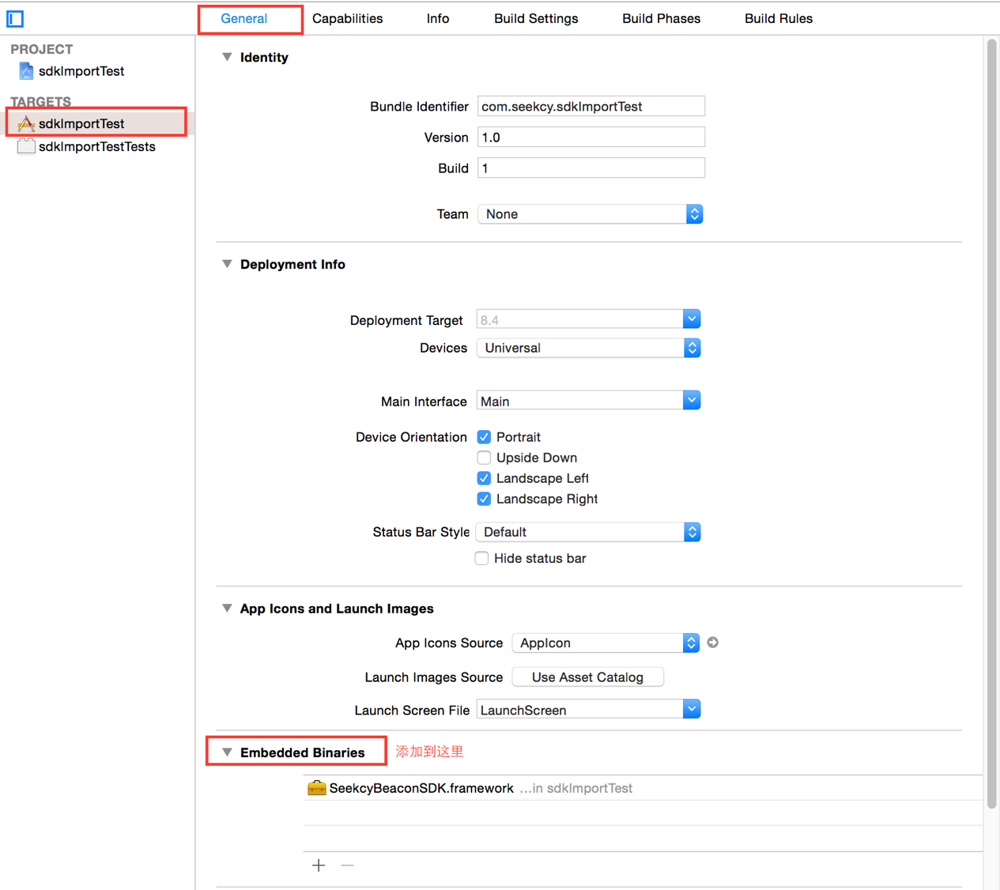 General Capabilities Info Build Settings Build Phases Build Rules
PROJECT
sdkImportTest
TARGETS
sdkImportTest
sdkImportTestTests
Identity
Bundle Identifier com.seekcy.sdkImportTest
Version 1.0
Build 1
Team None
Deployment Info
Deployment Target 8.4
Devices Universal
Main Interface Main
Device Orientation Portrait
Upside Down
Landscape Left
Landscape Right
Status Bar Style Default
Hide status bar
App Icons and Launch Images
App Icons Source AppIcon
Launch Images Source Use Asset Catalog
Launch Screen File LaunchScreen
Embedded Binaries 添加到这里
SeekcyBeaconSDK.framework ...in sdkImportTest